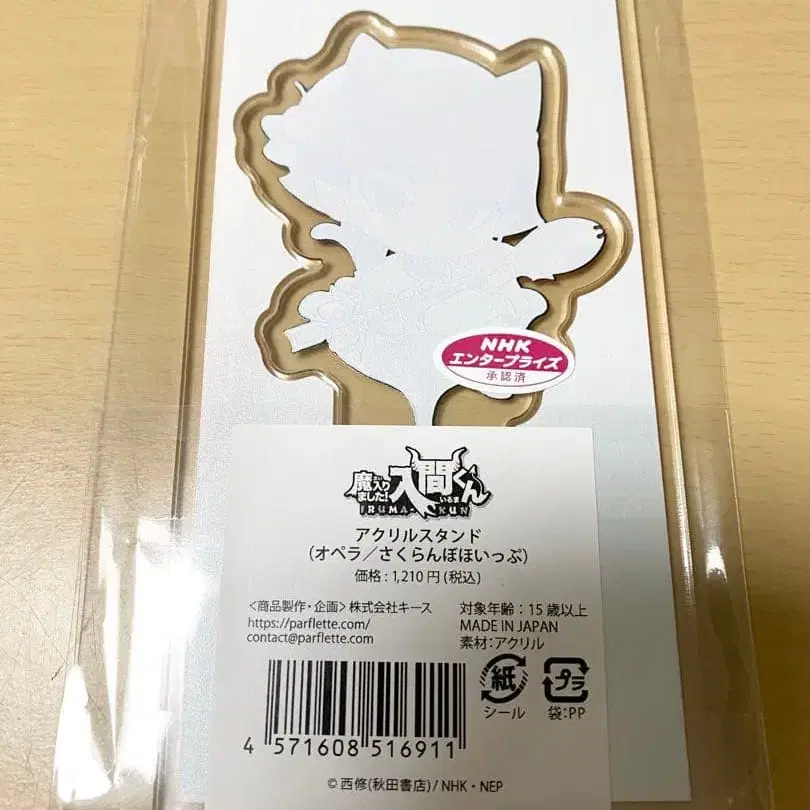 NHK
エンタープライズ
承認済
魔入り
ました!
入間くん
いるま
IRUMA-KUN
アクリルスタンド
(オペラ／さくらんぼほいっぷ)
価格:1,210円(税込)
<商品製作・企画>株式会社キース
https://parflette.com/
contact@parflette.com
対象年齢:15歳以上
MADE IN JAPAN
素材:アクリル
紙
シール
プラ
袋:PP
4 571608 516911
©西修(秋田書店)/NHK・NEP